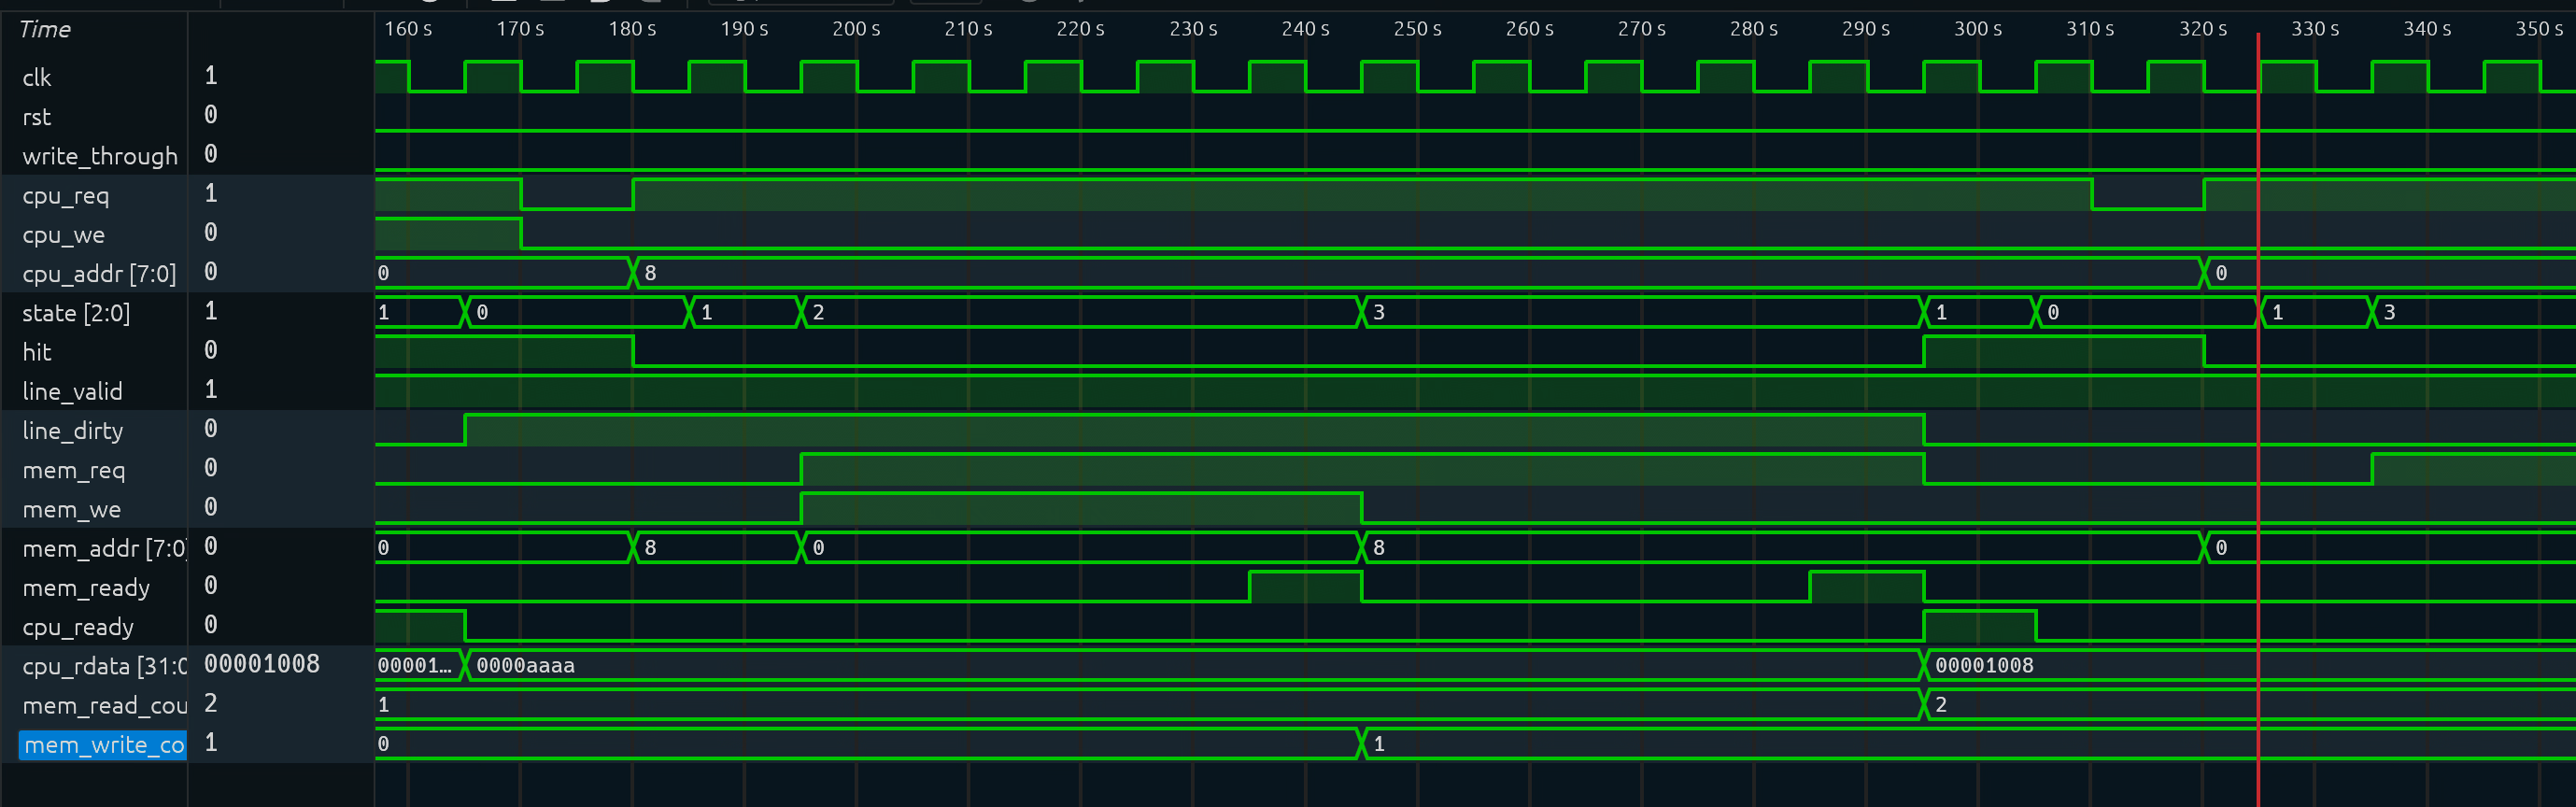 Time 160 s 170 s 180 s 190 s 200 s 210 s 220 s 230 s 240 s 250 s 260 s 270 s 280 s 290 s 300 s 310 s 320 s 330 s 340 s 350 s
clk 1
rst 0
write_through 0
cpu_req 1
cpu_we 0
cpu_addr [7:0] 0 0 8 0
state [2:0] 1 1 0 1 2 3 1 0 1 3
hit 0
line_valid 1
line_dirty 0
mem_req 0
mem_we 0
mem_addr [7:0] 0 0 8 0 8 0
mem_ready 0
cpu_ready 0
cpu_rdata [31:0 00001008 00001... 0000aaaa 00001008
mem_read_cou 2 1 2
mem_write_co 1 0 1